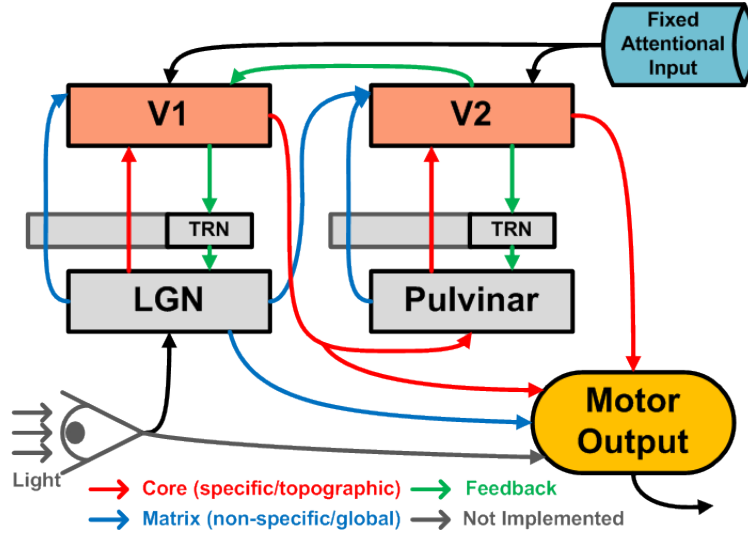 Fixed
Attentional
Input
V1
V2
TRN
TRN
LGN
Pulvinar
Motor
Output
Light
Core (specific/topographic)
Feedback
Matrix (non-specific/global)
Not Implemented